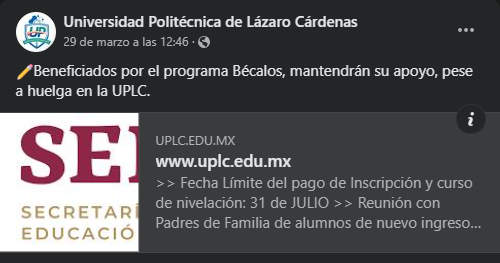 Universidad Politécnica de Lázaro Cárdenas
29 de marzo a las 12:46 ·
Beneficiados por el programa Bécalos, mantendrán su apoyo, pese
a huelga en la UPLC.
SE
SECRETARÍ
EDUCACIÓ
UPLC.EDU.MX
www.uplc.edu.mx
>> Fecha Límite del pago de Inscripción y curso
de nivelación: 31 de JULIO >> Reunión con
Padres de Familia de alumnos de nuevo ingreso...